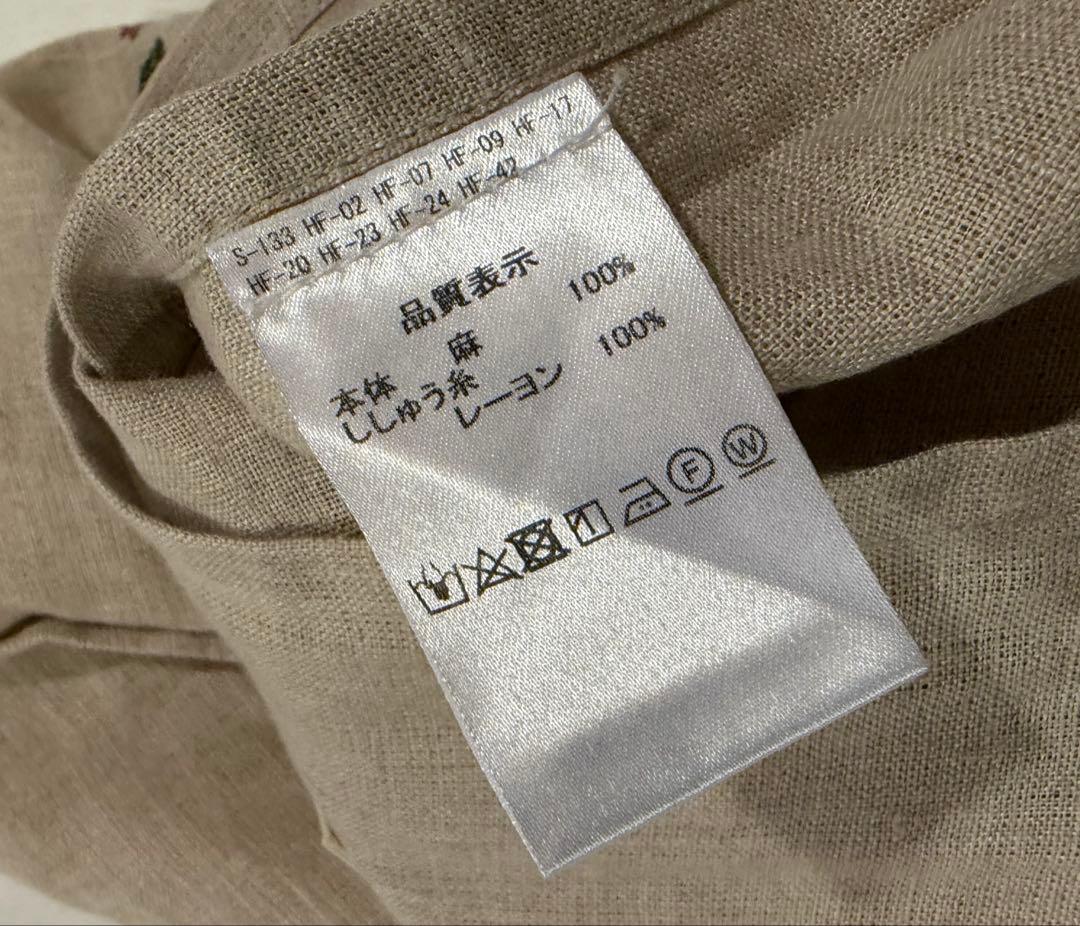 S-133 HF-02 HF-07 HF-09 HF-17
HF-20 HF-23 HF-24 HF-42
品質表示
本体 麻 100%
ししゅう糸
レーヨン 100%
F W